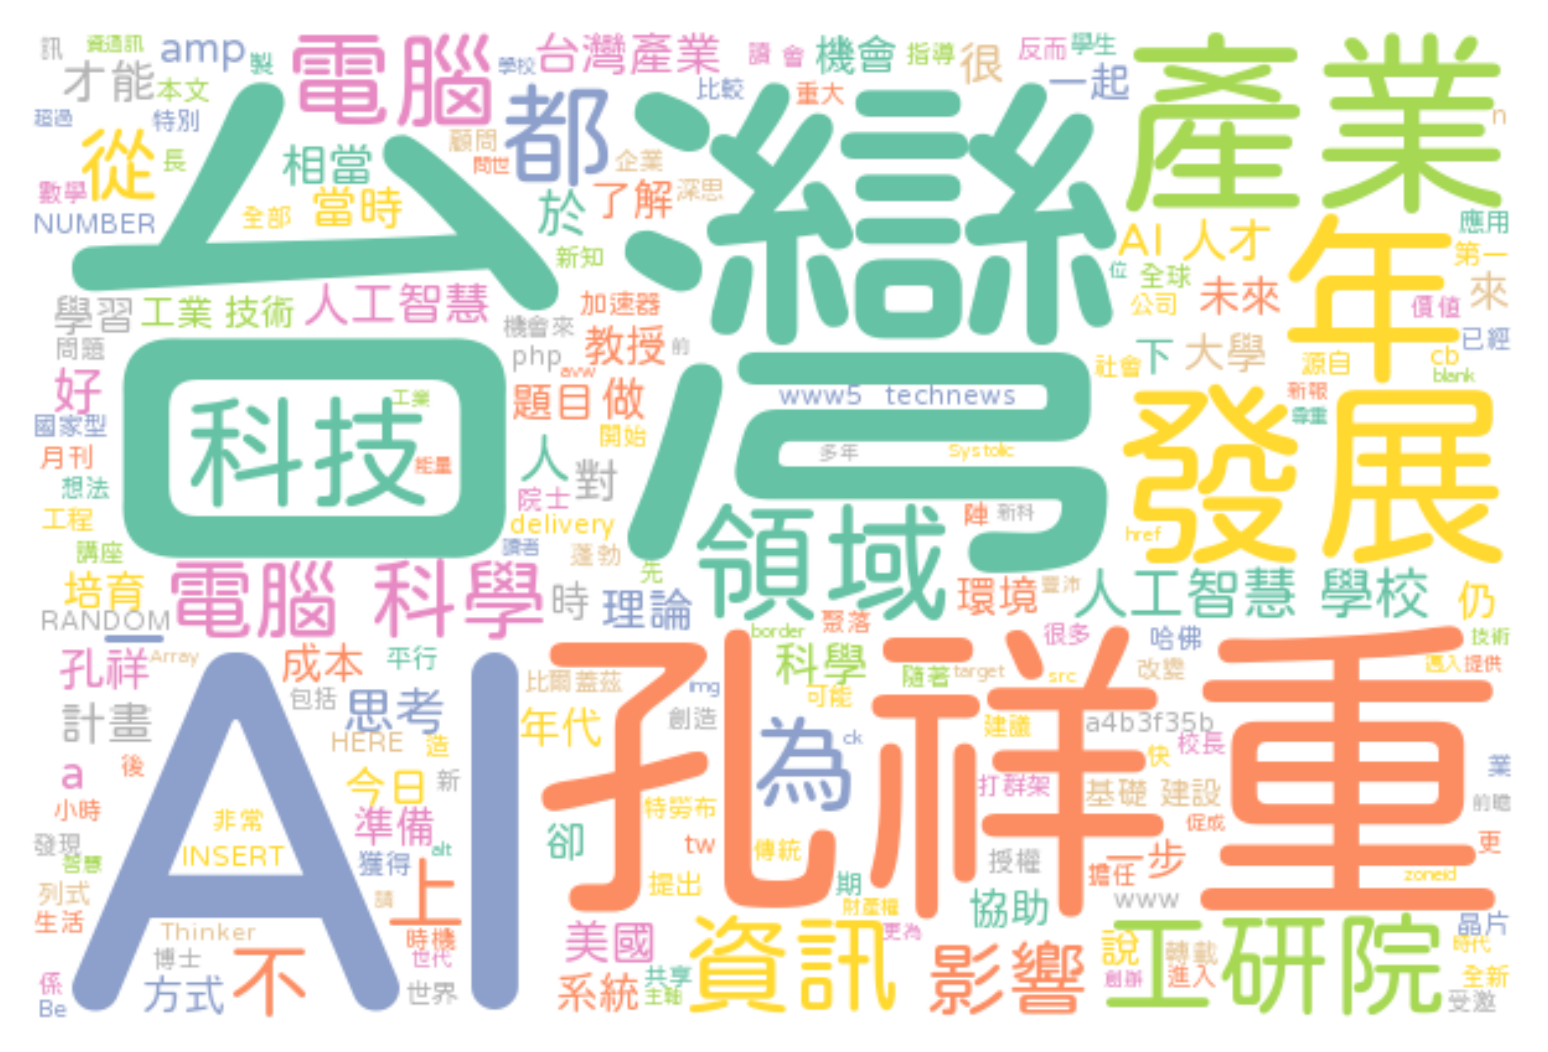 訊 資通訊 amp 製 電腦 學校 台灣產業 讀 會 機會 指導 很 反而 學生 產業
才能 本文 比較 重大 一起 n
超過 特別 顧問 都 企業
從 長 相當 問世 了解 深思
數學 全部 當時 於 應用
NUMBER 台灣 新知 AI 人才 年 第一
學習 工業 技術 人工智慧 加速器 位 全球 未來 價值 來
問題 機會來 教授 前 公司 已經
php avw 下 大學 源自 cb
好 工業 題目 做 www5 technews 社會 blank
國家型 科技 開始 多年 Systolic 發展 新報
月刊 能量 人 對 尊重
想法 院士 領域 陣 新科
工程 delivery href
講座 讀者 蓬勃
培育 電腦 科學 時 先 理論 環境 豐沛 人工智慧 學校 仍
RANDOM 一 border 聚落 很多 哈佛 技術
孔祥 Array 成本 平行 科學 隨著 target src 改變 邁入 提供
包括 思考 比爾蓋茲 img 可能
計畫 HERE 造 年代 創造 為 ck 建議 a4b3f35b
a 後 今日 新 孔祥重 打群架 快 校長 業
小時 非常 準備 特勞布 基礎 建設 前瞻
發現 INSERT alt 卻 tw 傳統 促成 更
智慧 AI 獲得 授權 擔任 一步
列式 請 上 提出 期 協助 www zoneid
生活 Thinker 時機 美國 財產權 更為 晶片
博士 不 世代 資訊 影響 說 工研院 轉載 時代
係 方式 世界 系統 共享 創辦 進入 全新
Be 主軸 受邀